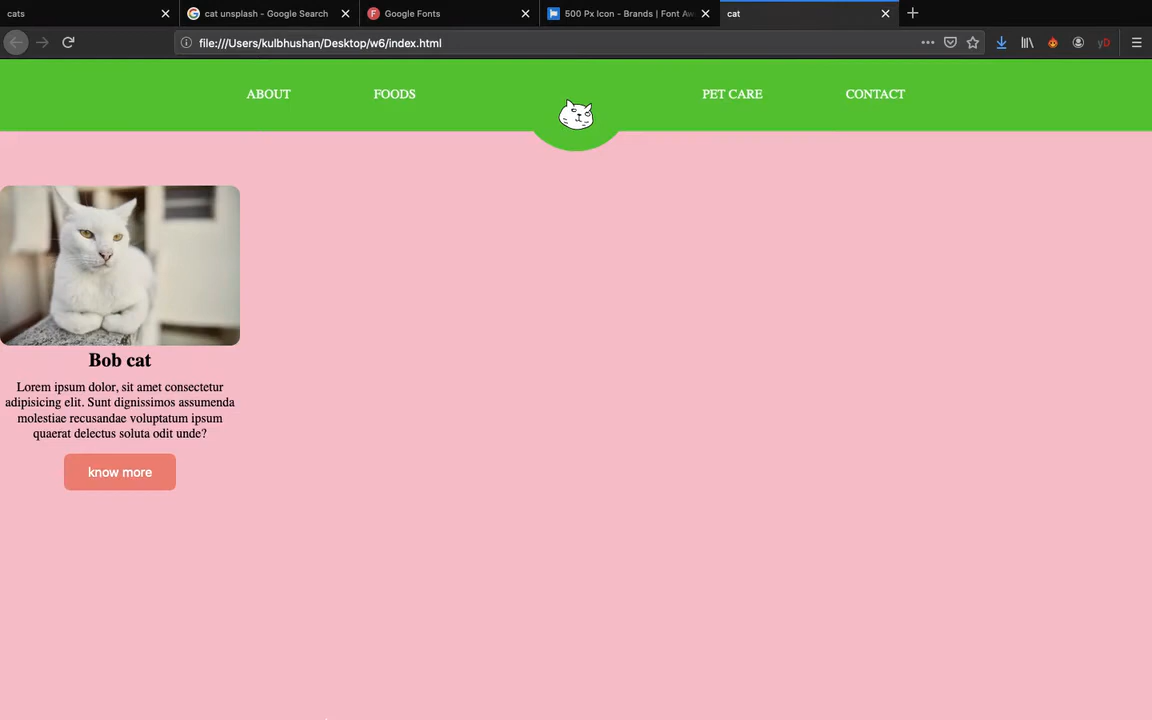 cats
cat unsplash - Google Search
Google Fonts
500 Px Icon - Brands | Font Aw
cat
file:///Users/kulbhushan/Desktop/w6/index.html
yD
ABOUT FOODS PET CARE CONTACT
Bob cat
Lorem ipsum dolor, sit amet consectetur
adipisicing elit. Sunt dignissimos assumenda
molestiae recusandae voluptatum ipsum
quaerat delectus soluta odit unde?
know more